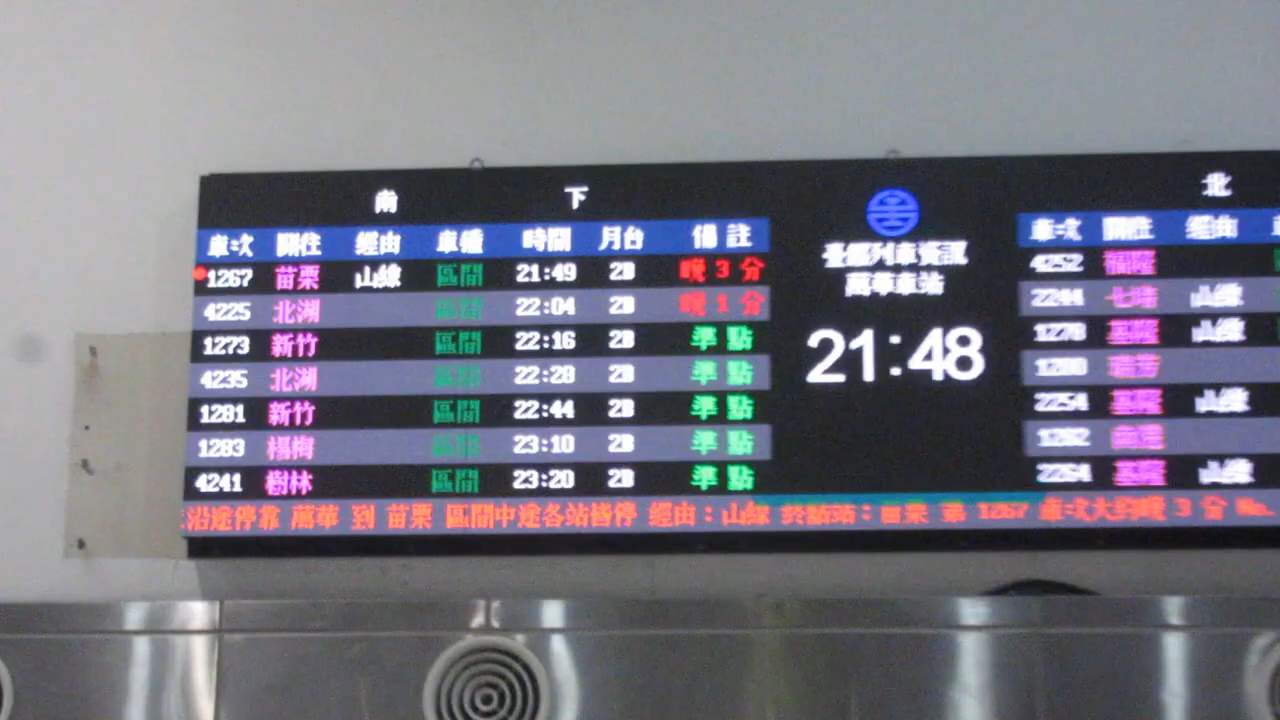 南 下
車次 開往 經由 車種 時間 月台 備註
1267 苗栗 山線 區間 21:49 2B 晚 3 分
4225 北湖 區間 22:04 2B 晚 1 分
1273 新竹 區間 22:16 2B 準點
4235 北湖 區間 22:28 2B 準點
1281 新竹 區間 22:44 2B 準點
1283 楊梅 區間 23:10 2B 準點
4241 樹林 區間 23:20 2B 準點
臺鐵列車資訊
萬華車站
21:48
北
車次 開往 經由
4252 福隆
2244 七堵 山線
1278 基隆 山線
1280 瑞芳
2254 基隆 山線
1282
2264 基隆 山線
沿途停靠 萬華 到 苗栗 區間中途各站皆停 經由：山線 終點站：苗栗 第 1267 車次大約晚 3 分 No.